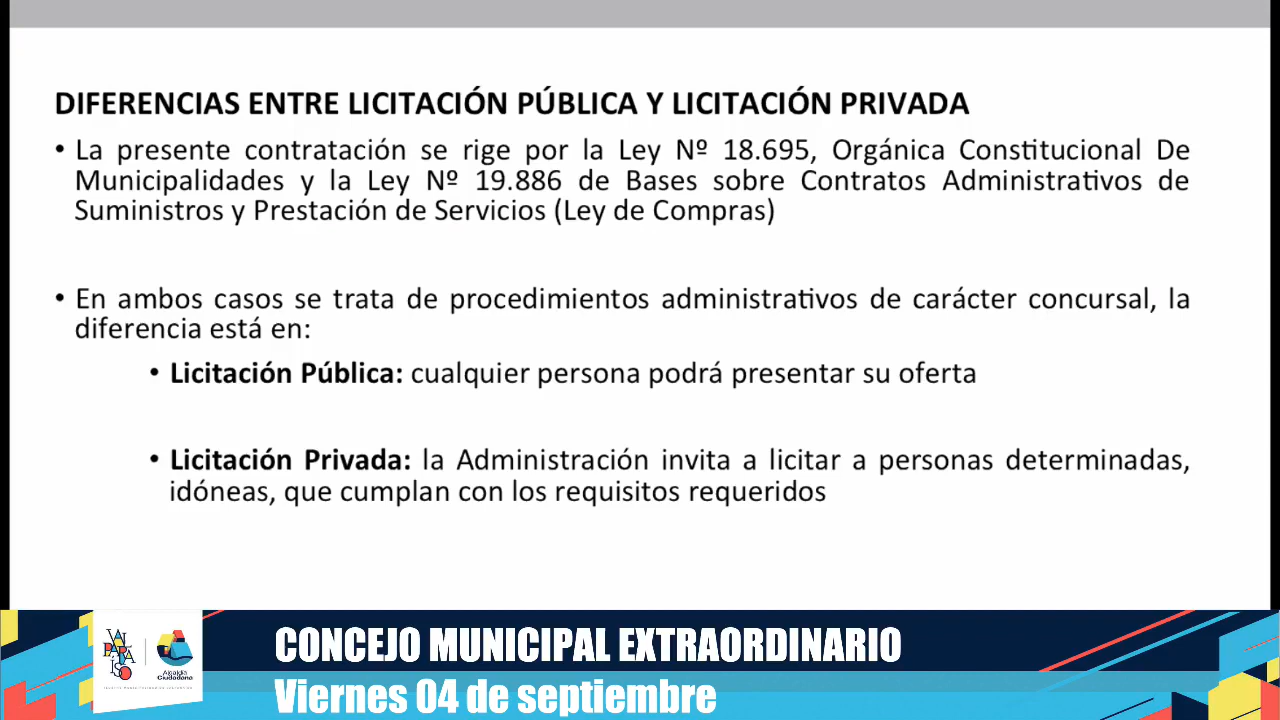 DIFERENCIAS ENTRE LICITACIÓN PÚBLICA Y LICITACIÓN PRIVADA
• La presente contratación se rige por la Ley Nº 18.695, Orgánica Constitucional De
Municipalidades y la Ley Nº 19.886 de Bases sobre Contratos Administrativos de
Suministros y Prestación de Servicios (Ley de Compras)
• En ambos casos se trata de procedimientos administrativos de carácter concursal, la
diferencia está en:
• Licitación Pública: cualquier persona podrá presentar su oferta
• Licitación Privada: la Administración invita a licitar a personas determinadas,
idóneas, que cumplan con los requisitos requeridos
VALPARAÍSO
Alcaldía
Ciudadana
CONCEJO MUNICIPAL EXTRAORDINARIO
Viernes 04 de septiembre